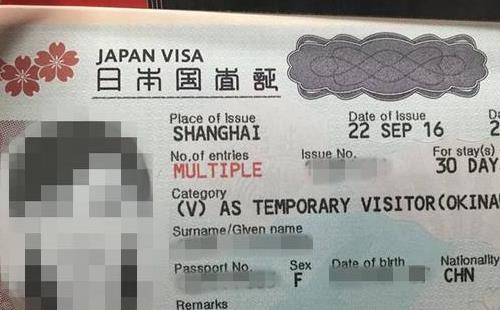 JAPAN VISA
日本国査証
Place of Issue Date of Issue
SHANGHAI 22 SEP 16
No. of entries Issue No. For stay(s)
MULTIPLE 30 DAY
Category
(V) AS TEMPORARY VISITOR(OKINA
Surname/Given name
Passport No. Sex Date of birth Nationality
F CHN
Remarks